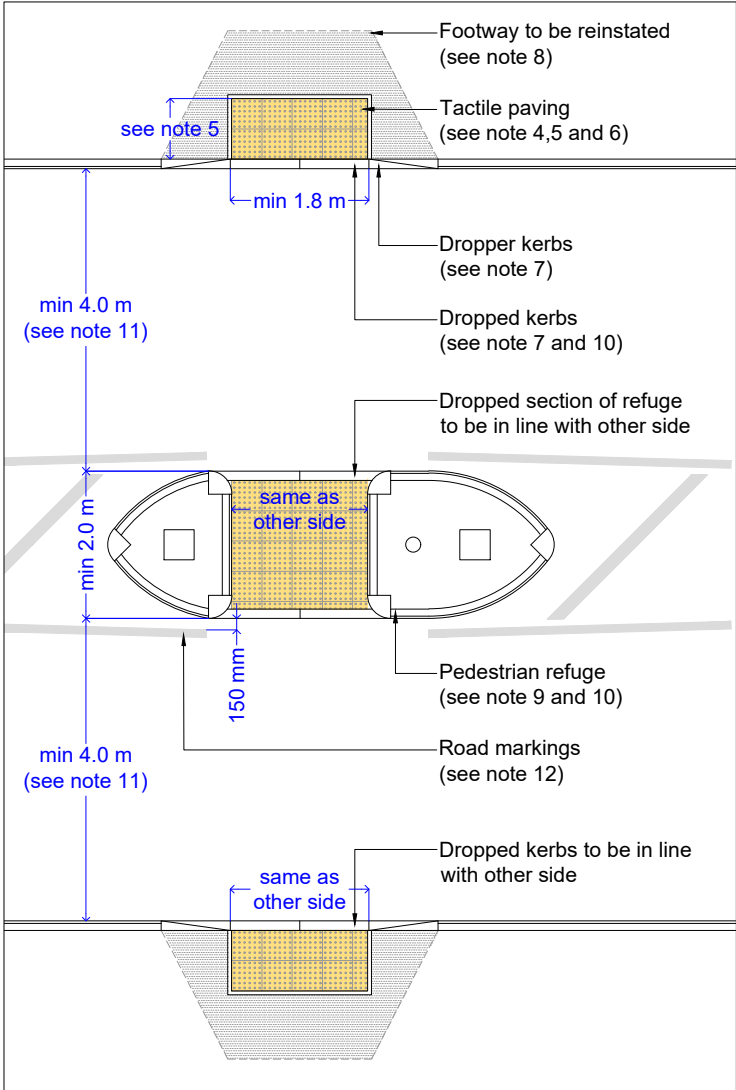 Footway to be reinstated
(see note 8)
see note 5
Tactile paving
(see note 4,5 and 6)
min 1.8 m
Dropper kerbs
(see note 7)
min 4.0 m
(see note 11)
Dropped kerbs
(see note 7 and 10)
Dropped section of refuge
to be in line with other side
same as
other side
min 2.0 m
150 mm
Pedestrian refuge
(see note 9 and 10)
min 4.0 m
(see note 11)
Road markings
(see note 12)
Dropped kerbs to be in line
with other side
same as
other side